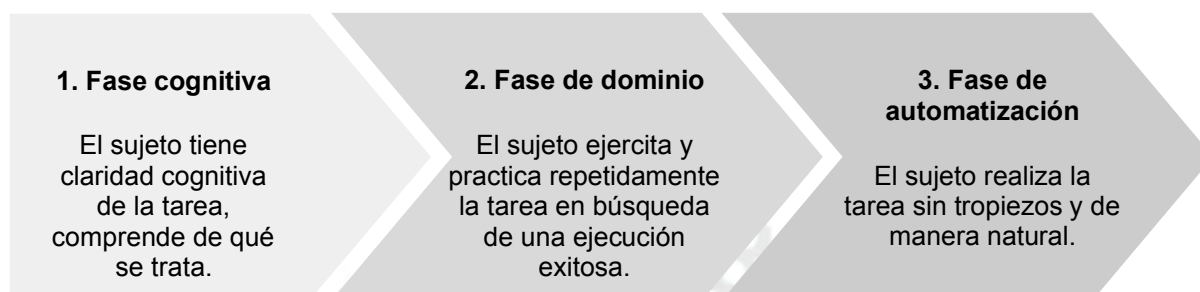 1. Fase cognitiva
El sujeto tiene
claridad cognitiva
de la tarea,
comprende de qué
se trata.
2. Fase de dominio
El sujeto ejercita y
practica repetidamente
la tarea en búsqueda
de una ejecución
exitosa.
3. Fase de
automatización
El sujeto realiza la
tarea sin tropiezos y de
manera natural.